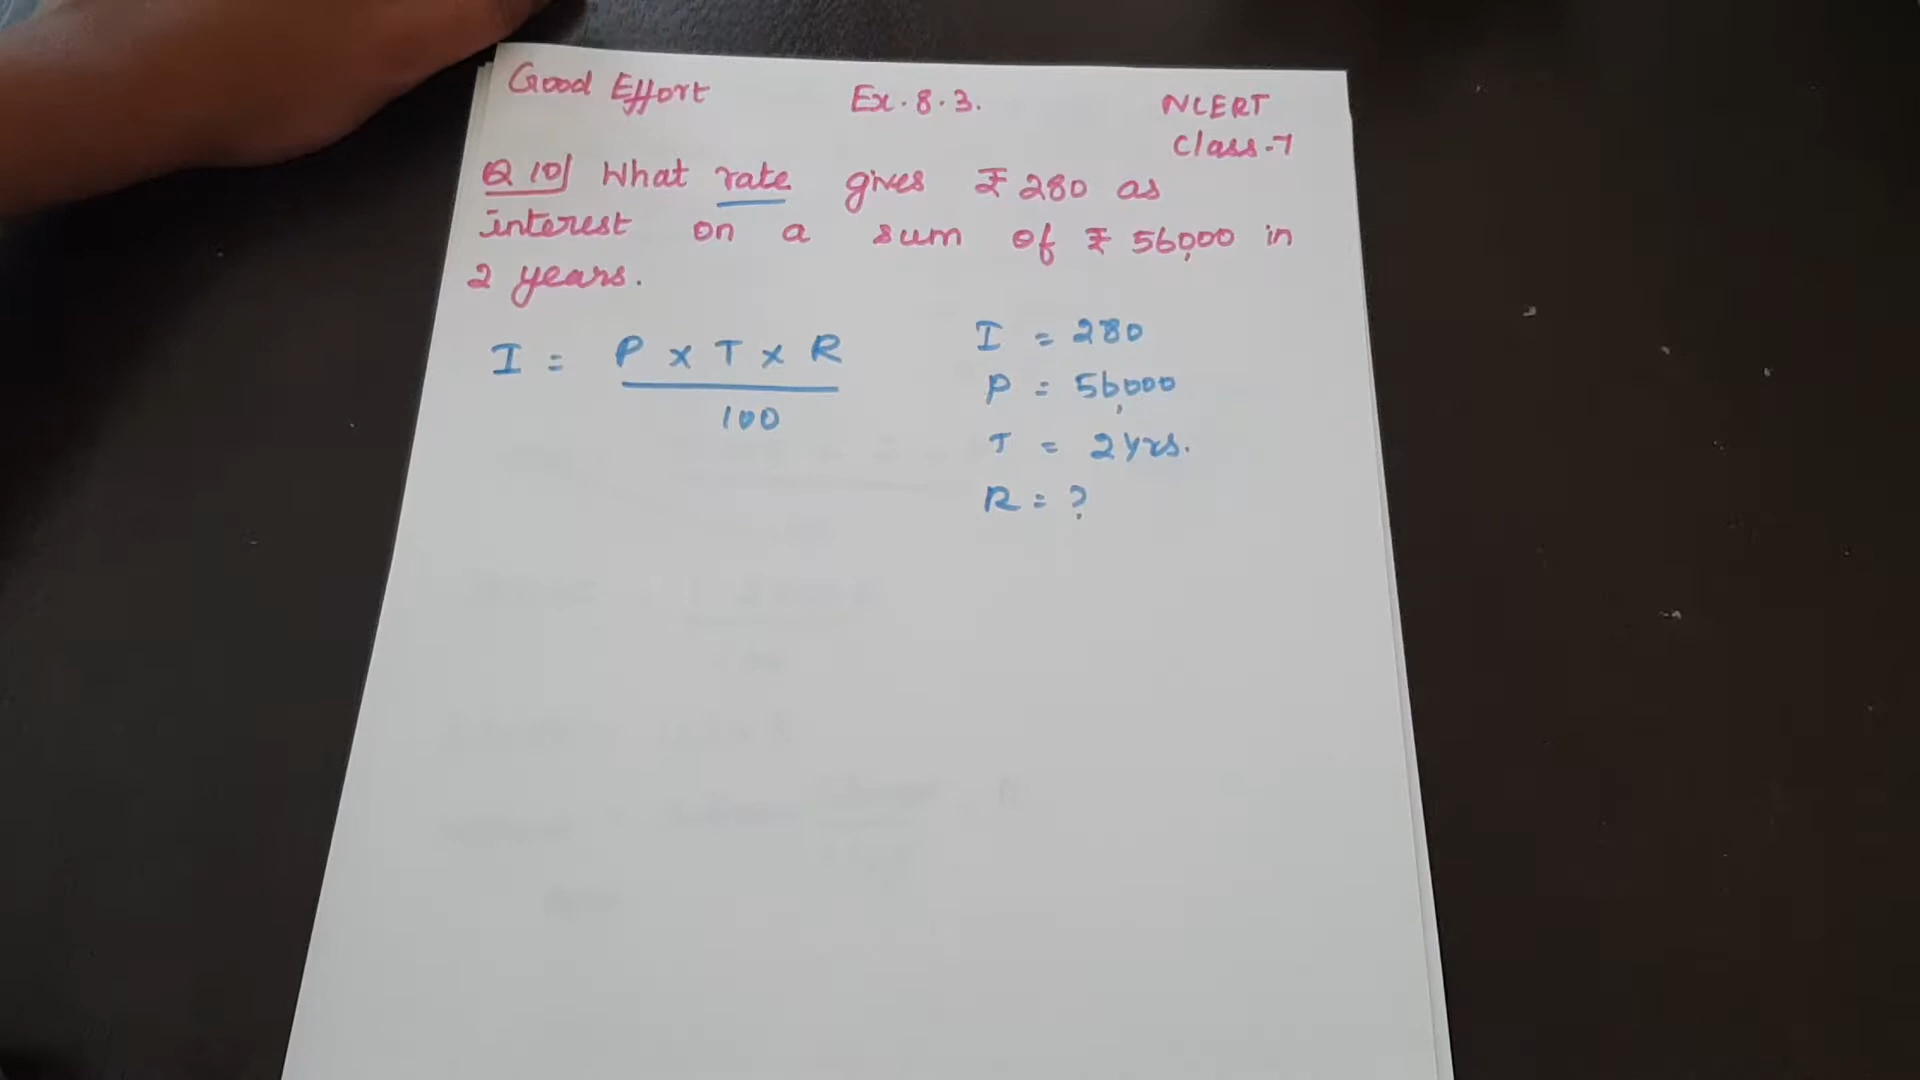 Good Effort Ex. 8.3. NCERT
Class-7
Q 10) What rate gives ₹ 280 as
interest on a sum of ₹ 56,000 in
2 years.
I = P x T x R
100
I = 280
P = 56,000
T = 2 yrs.
R = ?